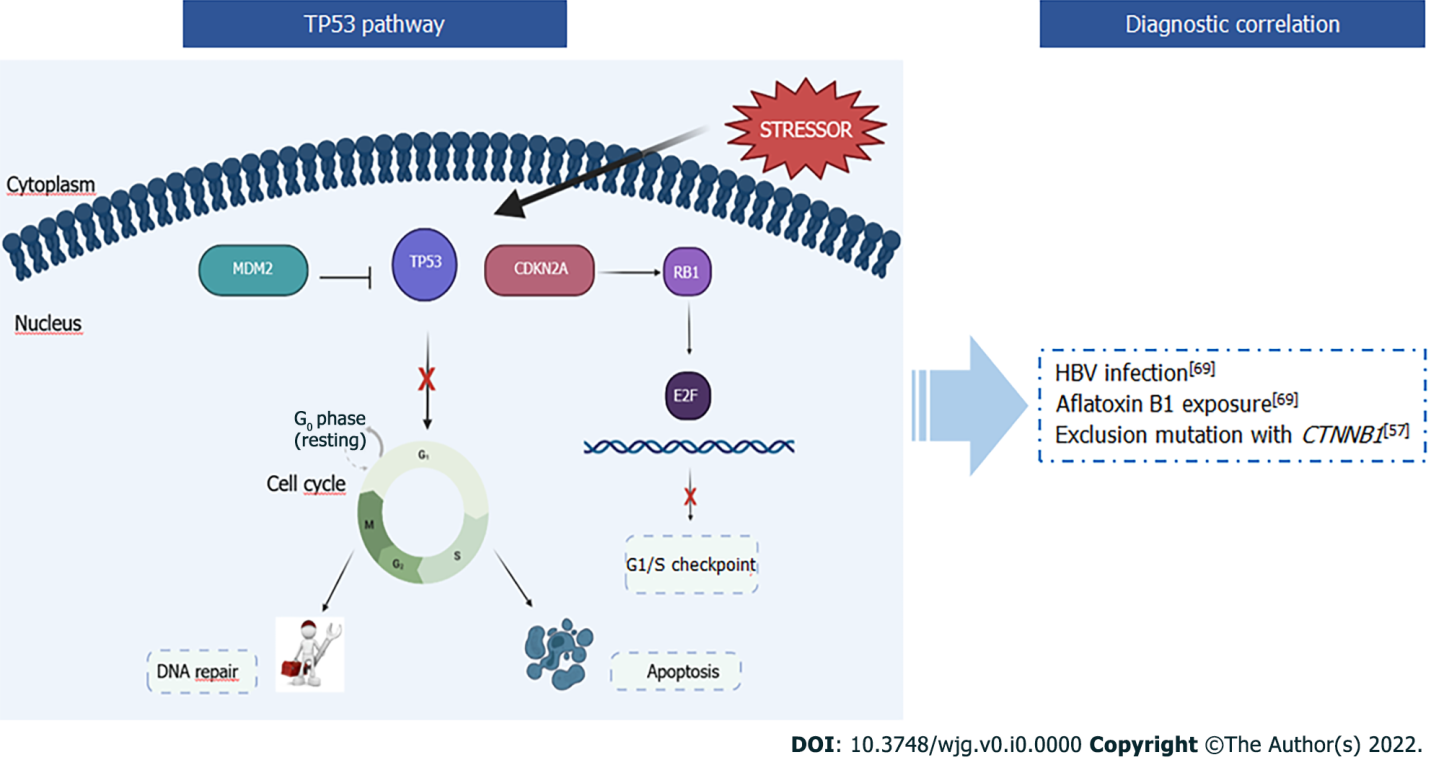 TP53 pathway
Diagnostic correlation
STRESSOR
Cytoplasm
MDM2
TP53
CDKN2A
RB1
Nucleus
E2F
G₀ phase
(resting)
G₁
Cell cycle
M
S
G₂
G1/S checkpoint
DNA repair
Apoptosis
HBV infection[69]
Aflatoxin B1 exposure[69]
Exclusion mutation with CTNNB1[57]
DOI: 10.3748/wjg.v0.i0.0000 Copyright ©The Author(s) 2022.